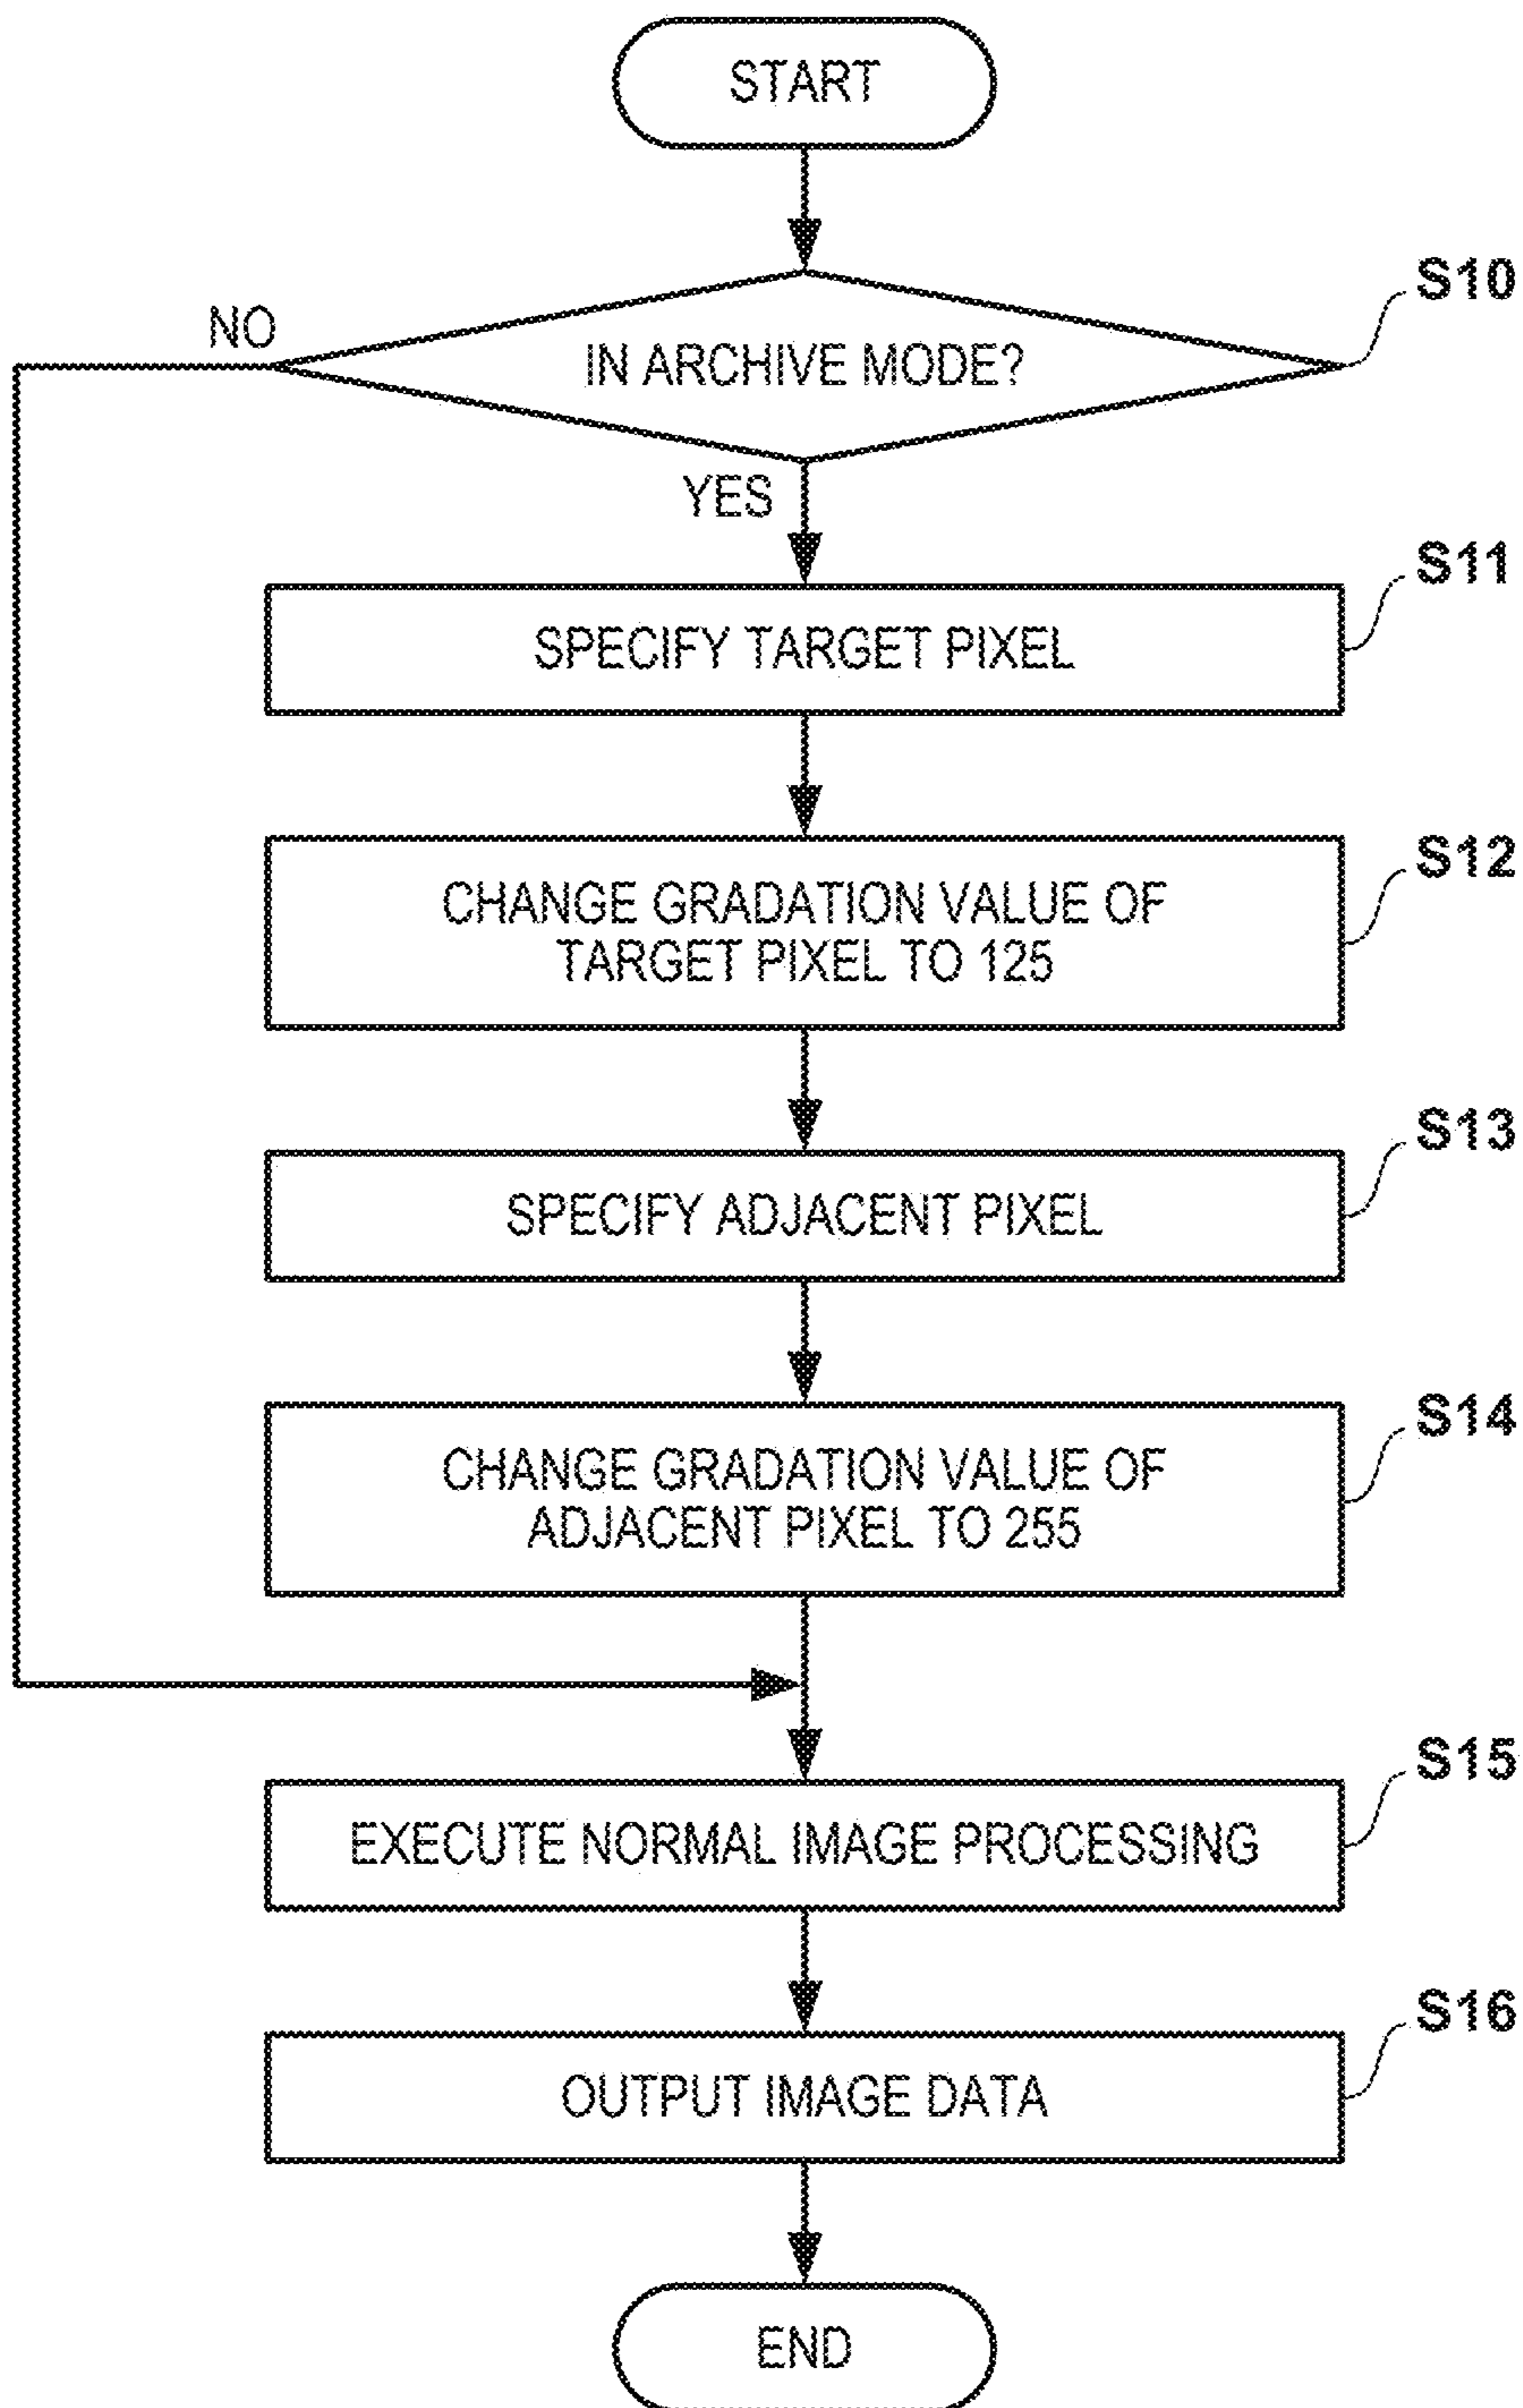 START
S10
NO
IN ARCHIVE MODE?
YES
S11
SPECIFY TARGET PIXEL
S12
CHANGE GRADATION VALUE OF
TARGET PIXEL TO 125
S13
SPECIFY ADJACENT PIXEL
S14
CHANGE GRADATION VALUE OF
ADJACENT PIXEL TO 255
S15
EXECUTE NORMAL IMAGE PROCESSING
S16
OUTPUT IMAGE DATA
END